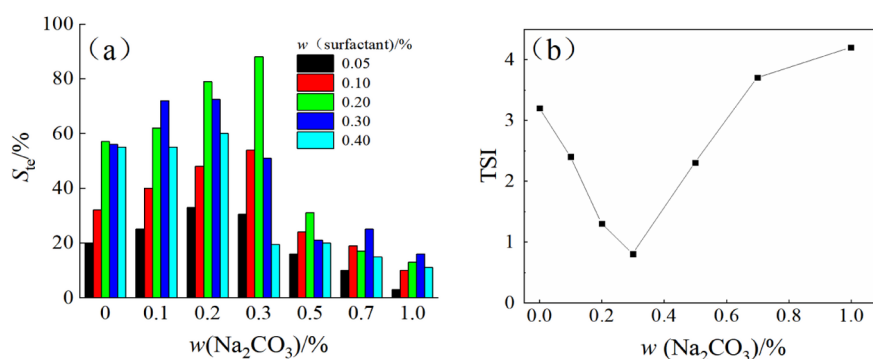 (a)
w (surfactant)/%
0.05
0.10
0.20
0.30
0.40
100
80
60
40
20
0
Ste/%
0 0.1 0.2 0.3 0.5 0.7 1.0
w(Na2CO3)/%
(b)
4
3
2
1
0
TSI
0.0 0.2 0.4 0.6 0.8 1.0
w (Na2CO3)/%